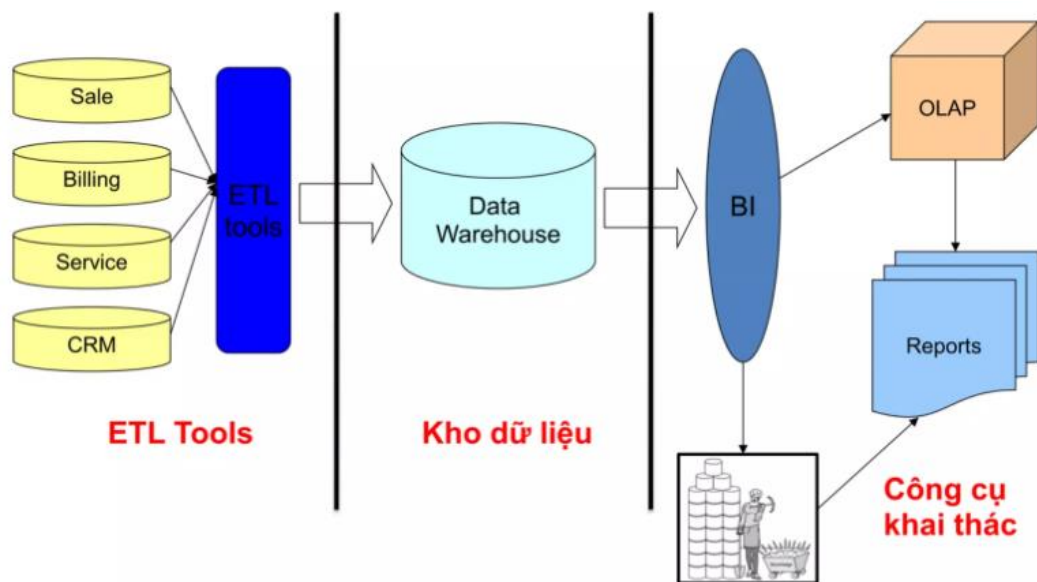 Sale
Billing
Service
CRM
ETL
tools
Data
Warehouse
BI
OLAP
Reports
ETL Tools
Kho dữ liệu
Công cụ
khai thác